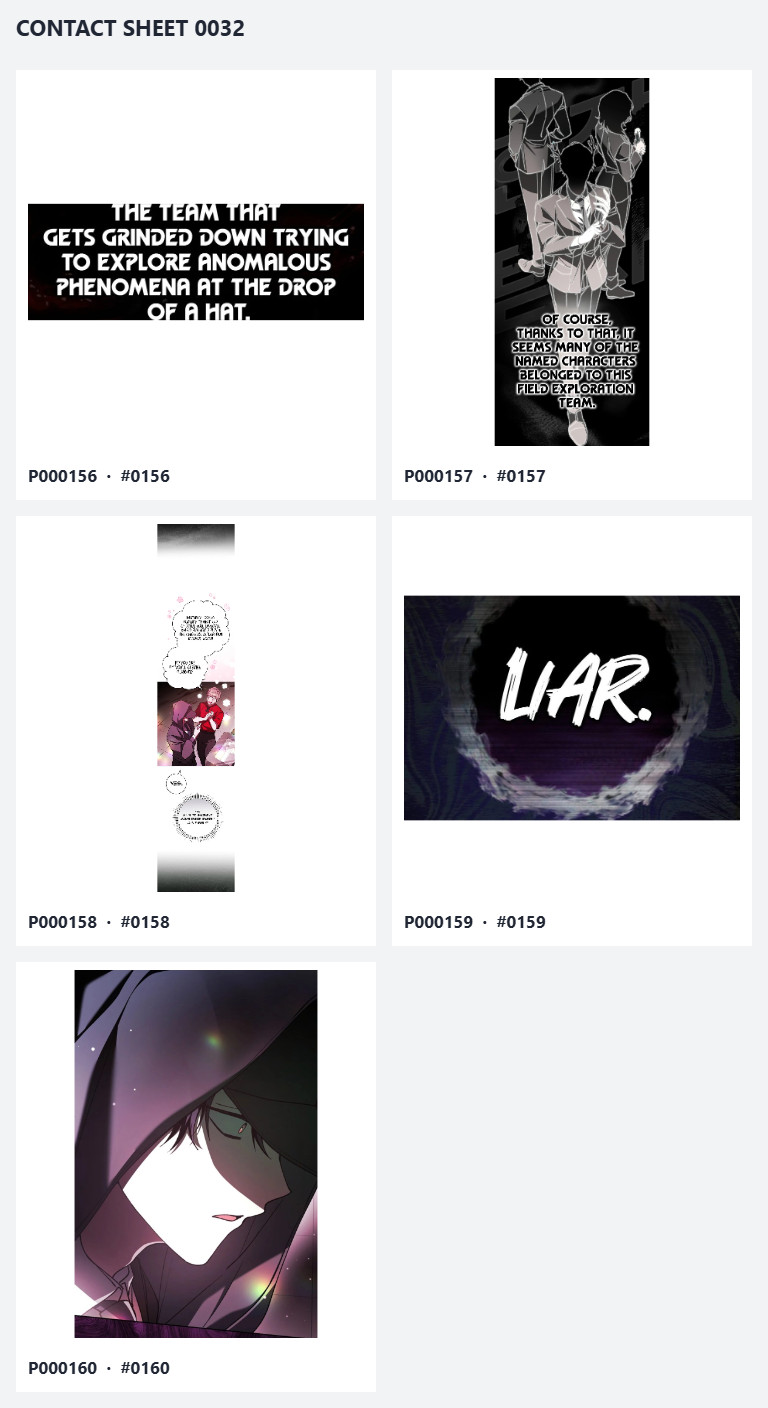 CONTACT SHEET 0032
THE TEAM THAT
GETS GRINDED DOWN TRYING
TO EXPLORE ANOMALOUS
PHENOMENA AT THE DROP
OF A HAT.
P000156 · #0156
OF COURSE,
THANKS TO THAT, IT
SEEMS MANY OF THE
NAMED CHARACTERS
BELONGED TO THIS
FIELD EXPLORATION
TEAM.
P000157 · #0157
P000158 · #0158
LIAR.
P000159 · #0159
P000160 · #0160